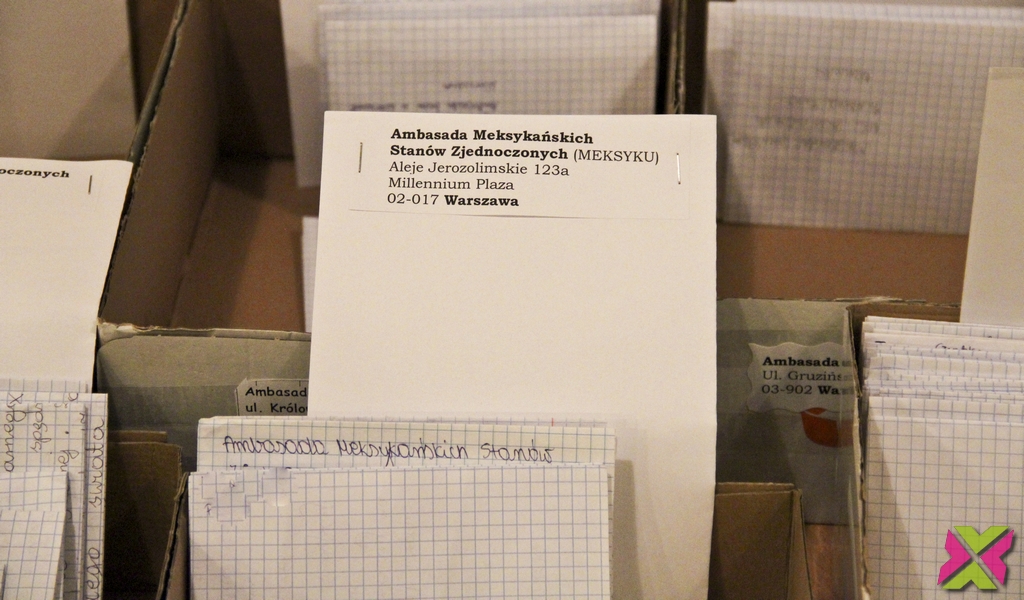 Ambasada Meksykańskich
Stanów Zjednoczonych (MEKSYKU)
Aleje Jerozolimskie 123a
Millennium Plaza
02-017 Warszawa
oczonych
Ambasad
ul. Królo
Ambasada
Ul. Gruzińs
03-902 Wa
Ambasada Meksykańskich Stanów
świata